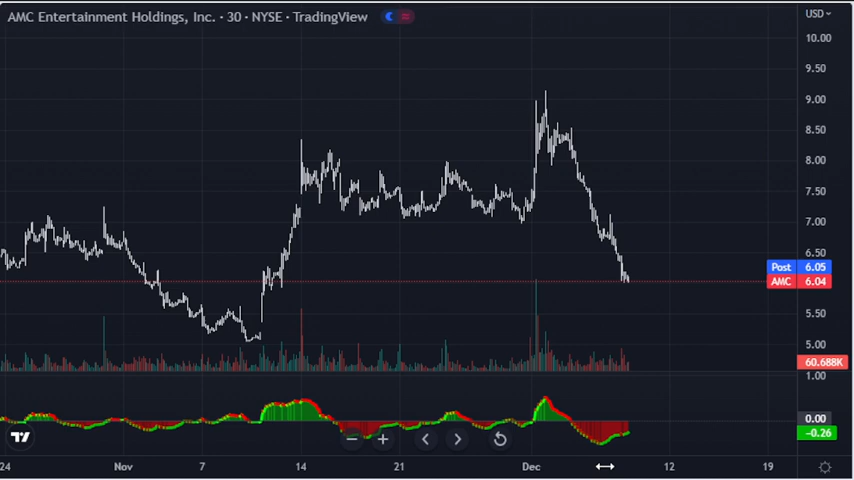 AMC Entertainment Holdings, Inc. · 30 · NYSE · TradingView
USD
10.00
9.50
9.00
8.50
8.00
7.50
7.00
6.50
Post 6.05
AMC 6.04
5.50
5.00
60.688K
1.00
0.00
−0.26
24 Nov 7 14 21 Dec 12 19